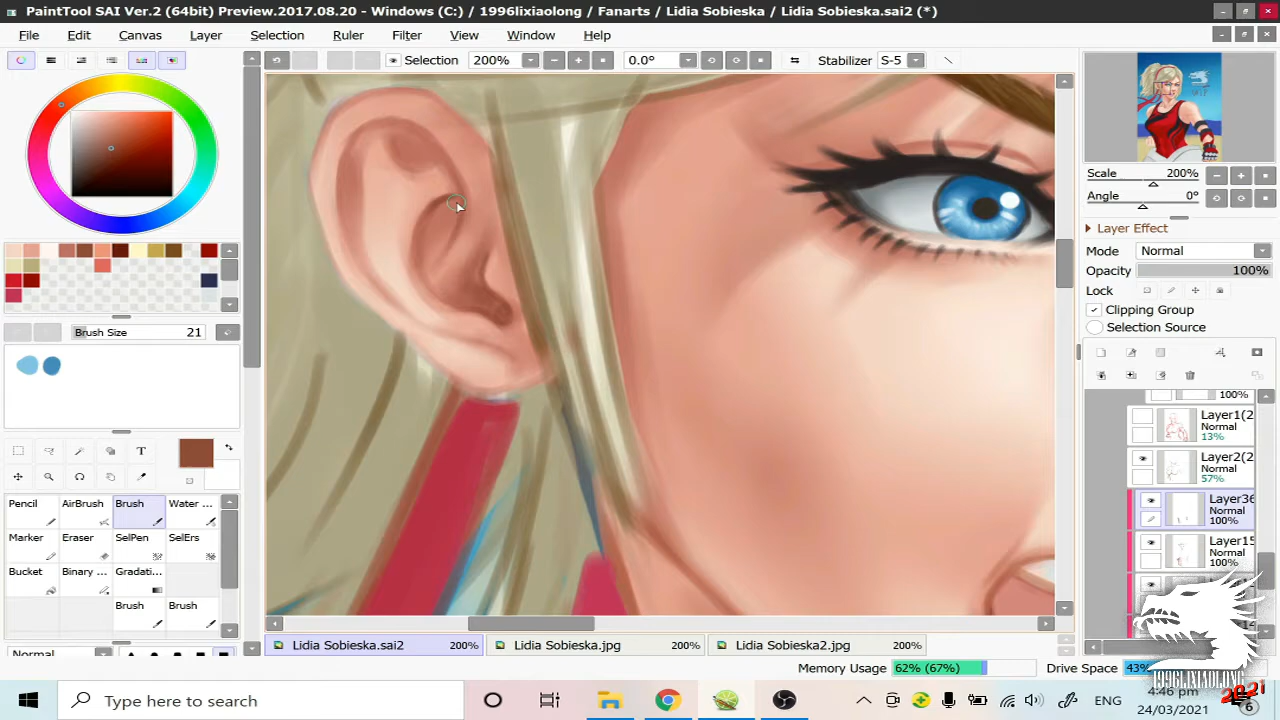 PaintTool SAI Ver.2 (64bit) Preview.2017.08.20 - Windows (C:) / 1996lixiaolong / Fanarts / Lidia Sobieska / Lidia Sobieska.sai2 (*)
File Edit Canvas Layer Selection Ruler Filter View Window Help
Selection 200% 0.0° Stabilizer S-5
Scale 200%
Angle 0°
Layer Effect
Mode Normal
Opacity 100%
Lock
Clipping Group
Selection Source
Brush Size 21
T
Pencil AirBrush Brush Water ...
Marker Eraser SelPen SelErs
Bucket Binary ... Gradati...
Brush Brush
Normal
100%
Layer1(2
Normal
13%
Layer2(2
Normal
57%
Layer36
Normal
100%
Layer15
Normal
100%
Lidia Sobieska.sai2 200% Lidia Sobieska.jpg 200% Lidia Sobieska2.jpg 200%
Memory Usage 62% (67%) Drive Space 43%
1996LIXIAOLONG
2021
Type here to search
ENG
4:46 pm
24/03/2021
6